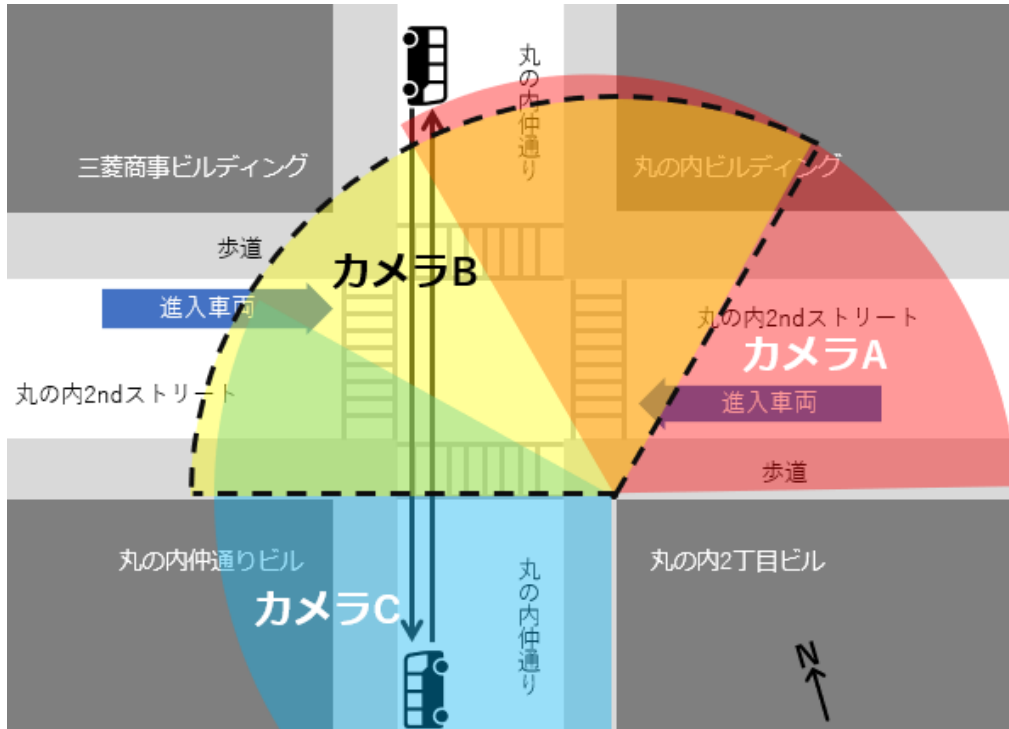 丸の内仲通り
三菱商事ビルディング
丸の内ビルディング
歩道
カメラB
進入車両
丸の内2ndストリート
カメラA
丸の内2ndストリート
進入車両
歩道
丸の内仲通りビル
丸の内2丁目ビル
カメラC
丸の内仲通り
N